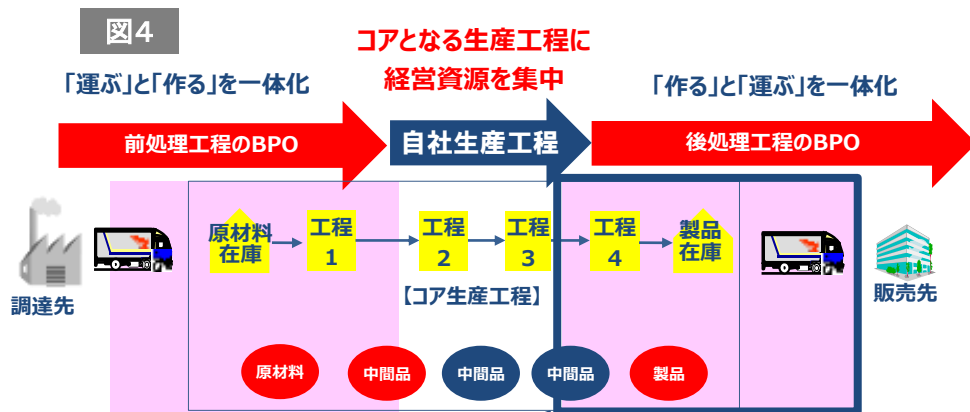 図4
コアとなる生産工程に
経営資源を集中
「運ぶ」と「作る」を一体化
「作る」と「運ぶ」を一体化
前処理工程のBPO
自社生産工程
後処理工程のBPO
原材料
在庫
工程
1
工程
2
工程
3
工程
4
製品
在庫
【コア生産工程】
調達先
販売先
原材料
中間品
中間品
中間品
製品